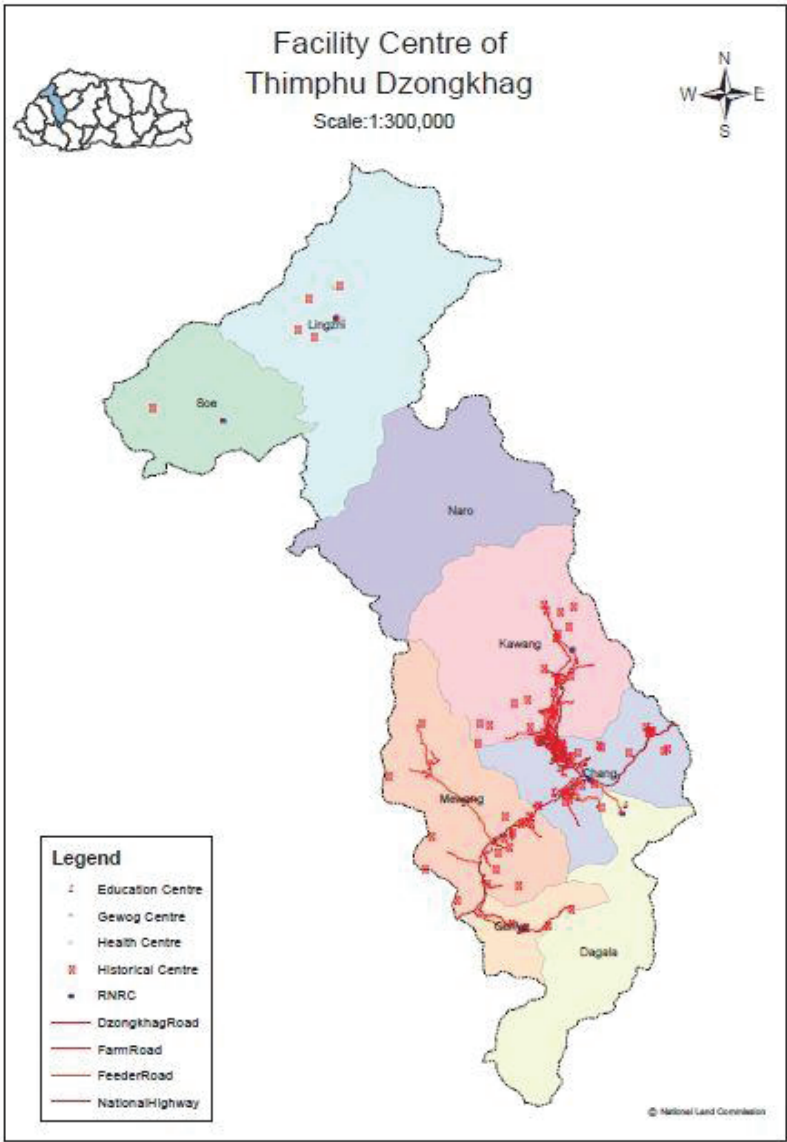 Facility Centre of
Thimphu Dzongkhag
Scale:1:300,000
N
W E
S
Lingzhi
Soe
Naro
Kawang
Chang
Mewang
Dagala
Legend
Education Centre
Gewog Centre
Health Centre
Historical Centre
RNRC
DzongkhagRoad
FarmRoad
FeederRoad
NationalHighway
© National Land Commission